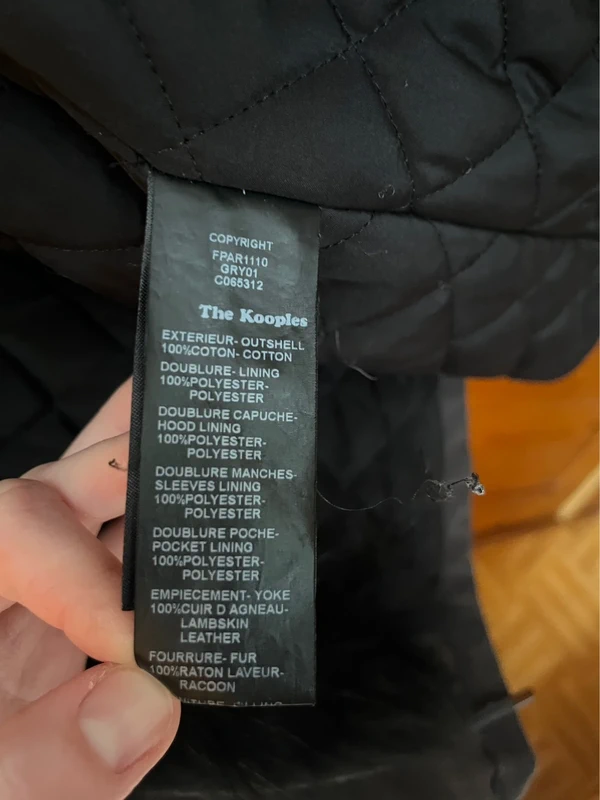 COPYRIGHT
FPAR1110
GRY01
C065312
The Kooples
EXTERIEUR- OUTSHELL
100%COTON- COTTON
DOUBLURE- LINING
100%POLYESTER-
POLYESTER
DOUBLURE CAPUCHE-
HOOD LINING
100%POLYESTER-
POLYESTER
DOUBLURE MANCHES-
SLEEVES LINING
100%POLYESTER-
POLYESTER
DOUBLURE POCHE-
POCKET LINING
100%POLYESTER-
POLYESTER
EMPIECEMENT- YOKE
100%CUIR D AGNEAU-
LAMBSKIN
LEATHER
FOURRURE- FUR
100%RATON LAVEUR-
RACOON